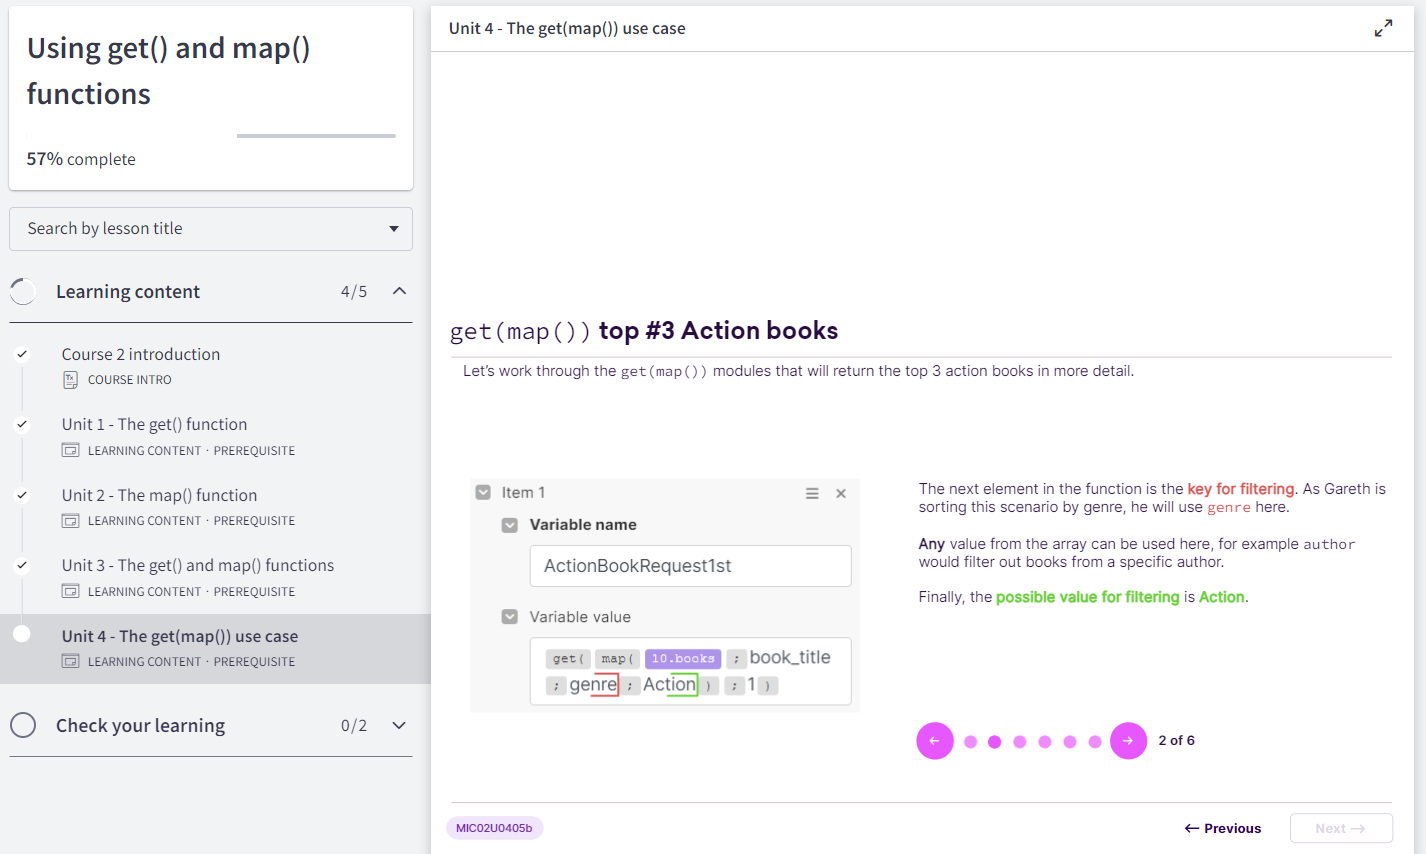 Using get() and map()
functions
57% complete
Search by lesson title
Learning content 4/5
Course 2 introduction
COURSE INTRO
Unit 1 - The get() function
LEARNING CONTENT · PREREQUISITE
Unit 2 - The map() function
LEARNING CONTENT · PREREQUISITE
Unit 3 - The get() and map() functions
LEARNING CONTENT · PREREQUISITE
Unit 4 - The get(map()) use case
LEARNING CONTENT · PREREQUISITE
Check your learning 0/2
Unit 4 - The get(map()) use case
get(map()) top #3 Action books
Let's work through the get(map()) modules that will return the top 3 action books in more detail.
Item 1
Variable name
ActionBookRequest1st
Variable value
get( map( 10.books ; book_title
; genre ; Action ) ; 1 )
The next element in the function is the key for filtering. As Gareth is
sorting this scenario by genre, he will use genre here.
Any value from the array can be used here, for example author
would filter out books from a specific author.
Finally, the possible value for filtering is Action.
← → 2 of 6
MIC02U0405b
← Previous Next →